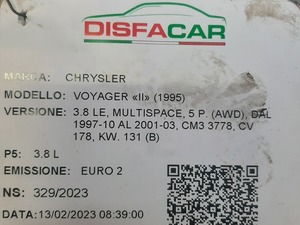 DISFACAR
MARCA: CHRYSLER
MODELLO: VOYAGER «II» (1995)
VERSIONE: 3.8 LE, MULTISPACE, 5 P. (AWD), DAL
1997-10 AL 2001-03, CM3 3778, CV
178, KW. 131 (B)
P5: 3.8 L
EMISSIONE: EURO 2
NS: 329/2023
DATA:13/02/2023 08:39:00